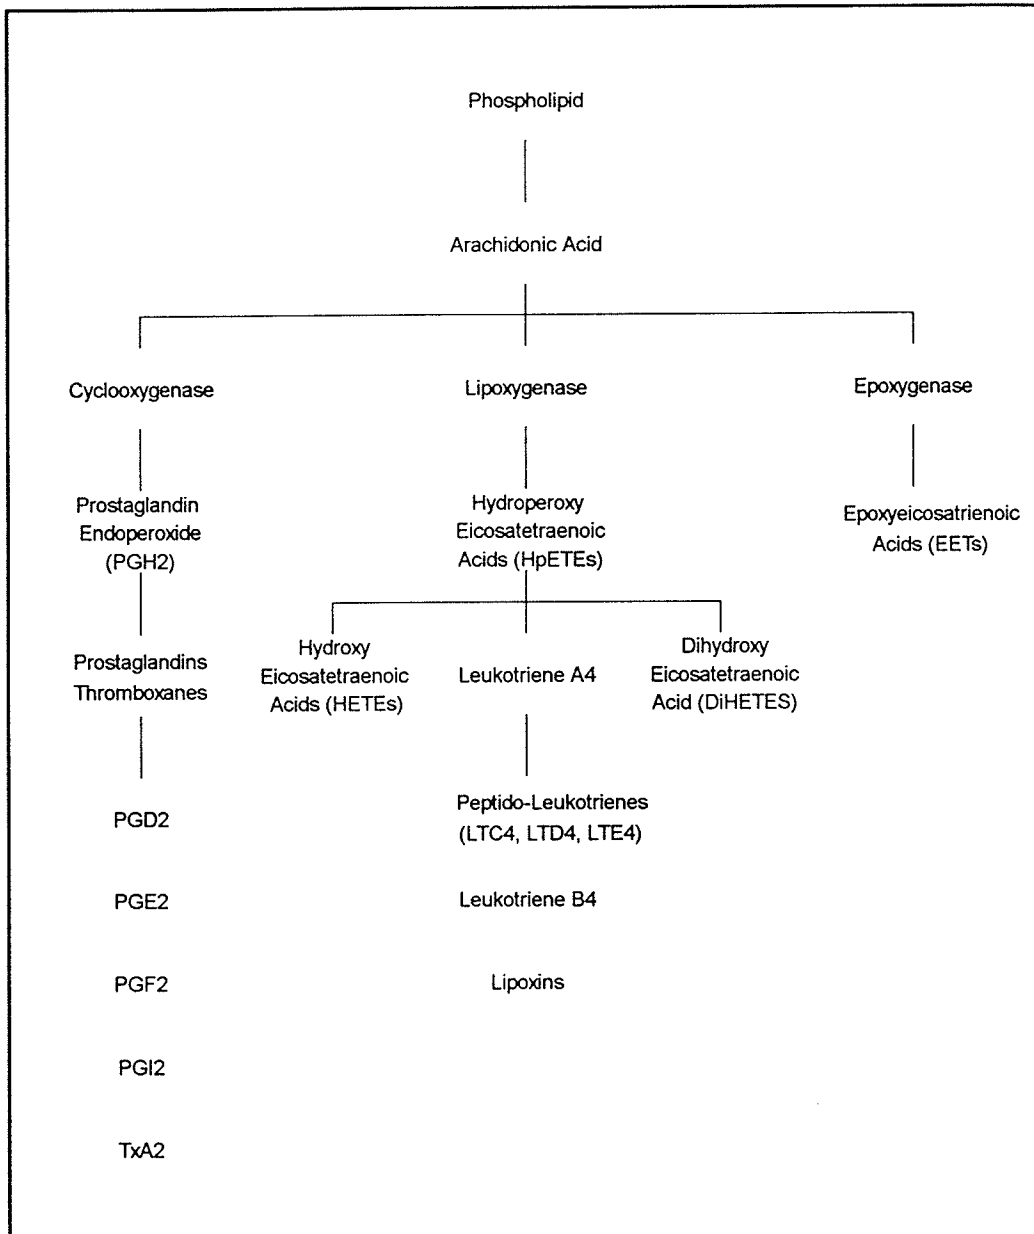 Phospholipid
Arachidonic Acid
Cyclooxygenase
Lipoxygenase
Epoxygenase
Prostaglandin
Endoperoxide
(PGH2)
Hydroperoxy
Eicosatetraenoic
Acids (HpETEs)
Epoxyeicosatrienoic
Acids (EETs)
Prostaglandins
Thromboxanes
Hydroxy
Eicosatetraenoic
Acids (HETEs)
Leukotriene A4
Dihydroxy
Eicosatetraenoic
Acid (DiHETES)
PGD2
PGE2
PGF2
PGI2
TxA2
Peptido-Leukotrienes
(LTC4, LTD4, LTE4)
Leukotriene B4
Lipoxins